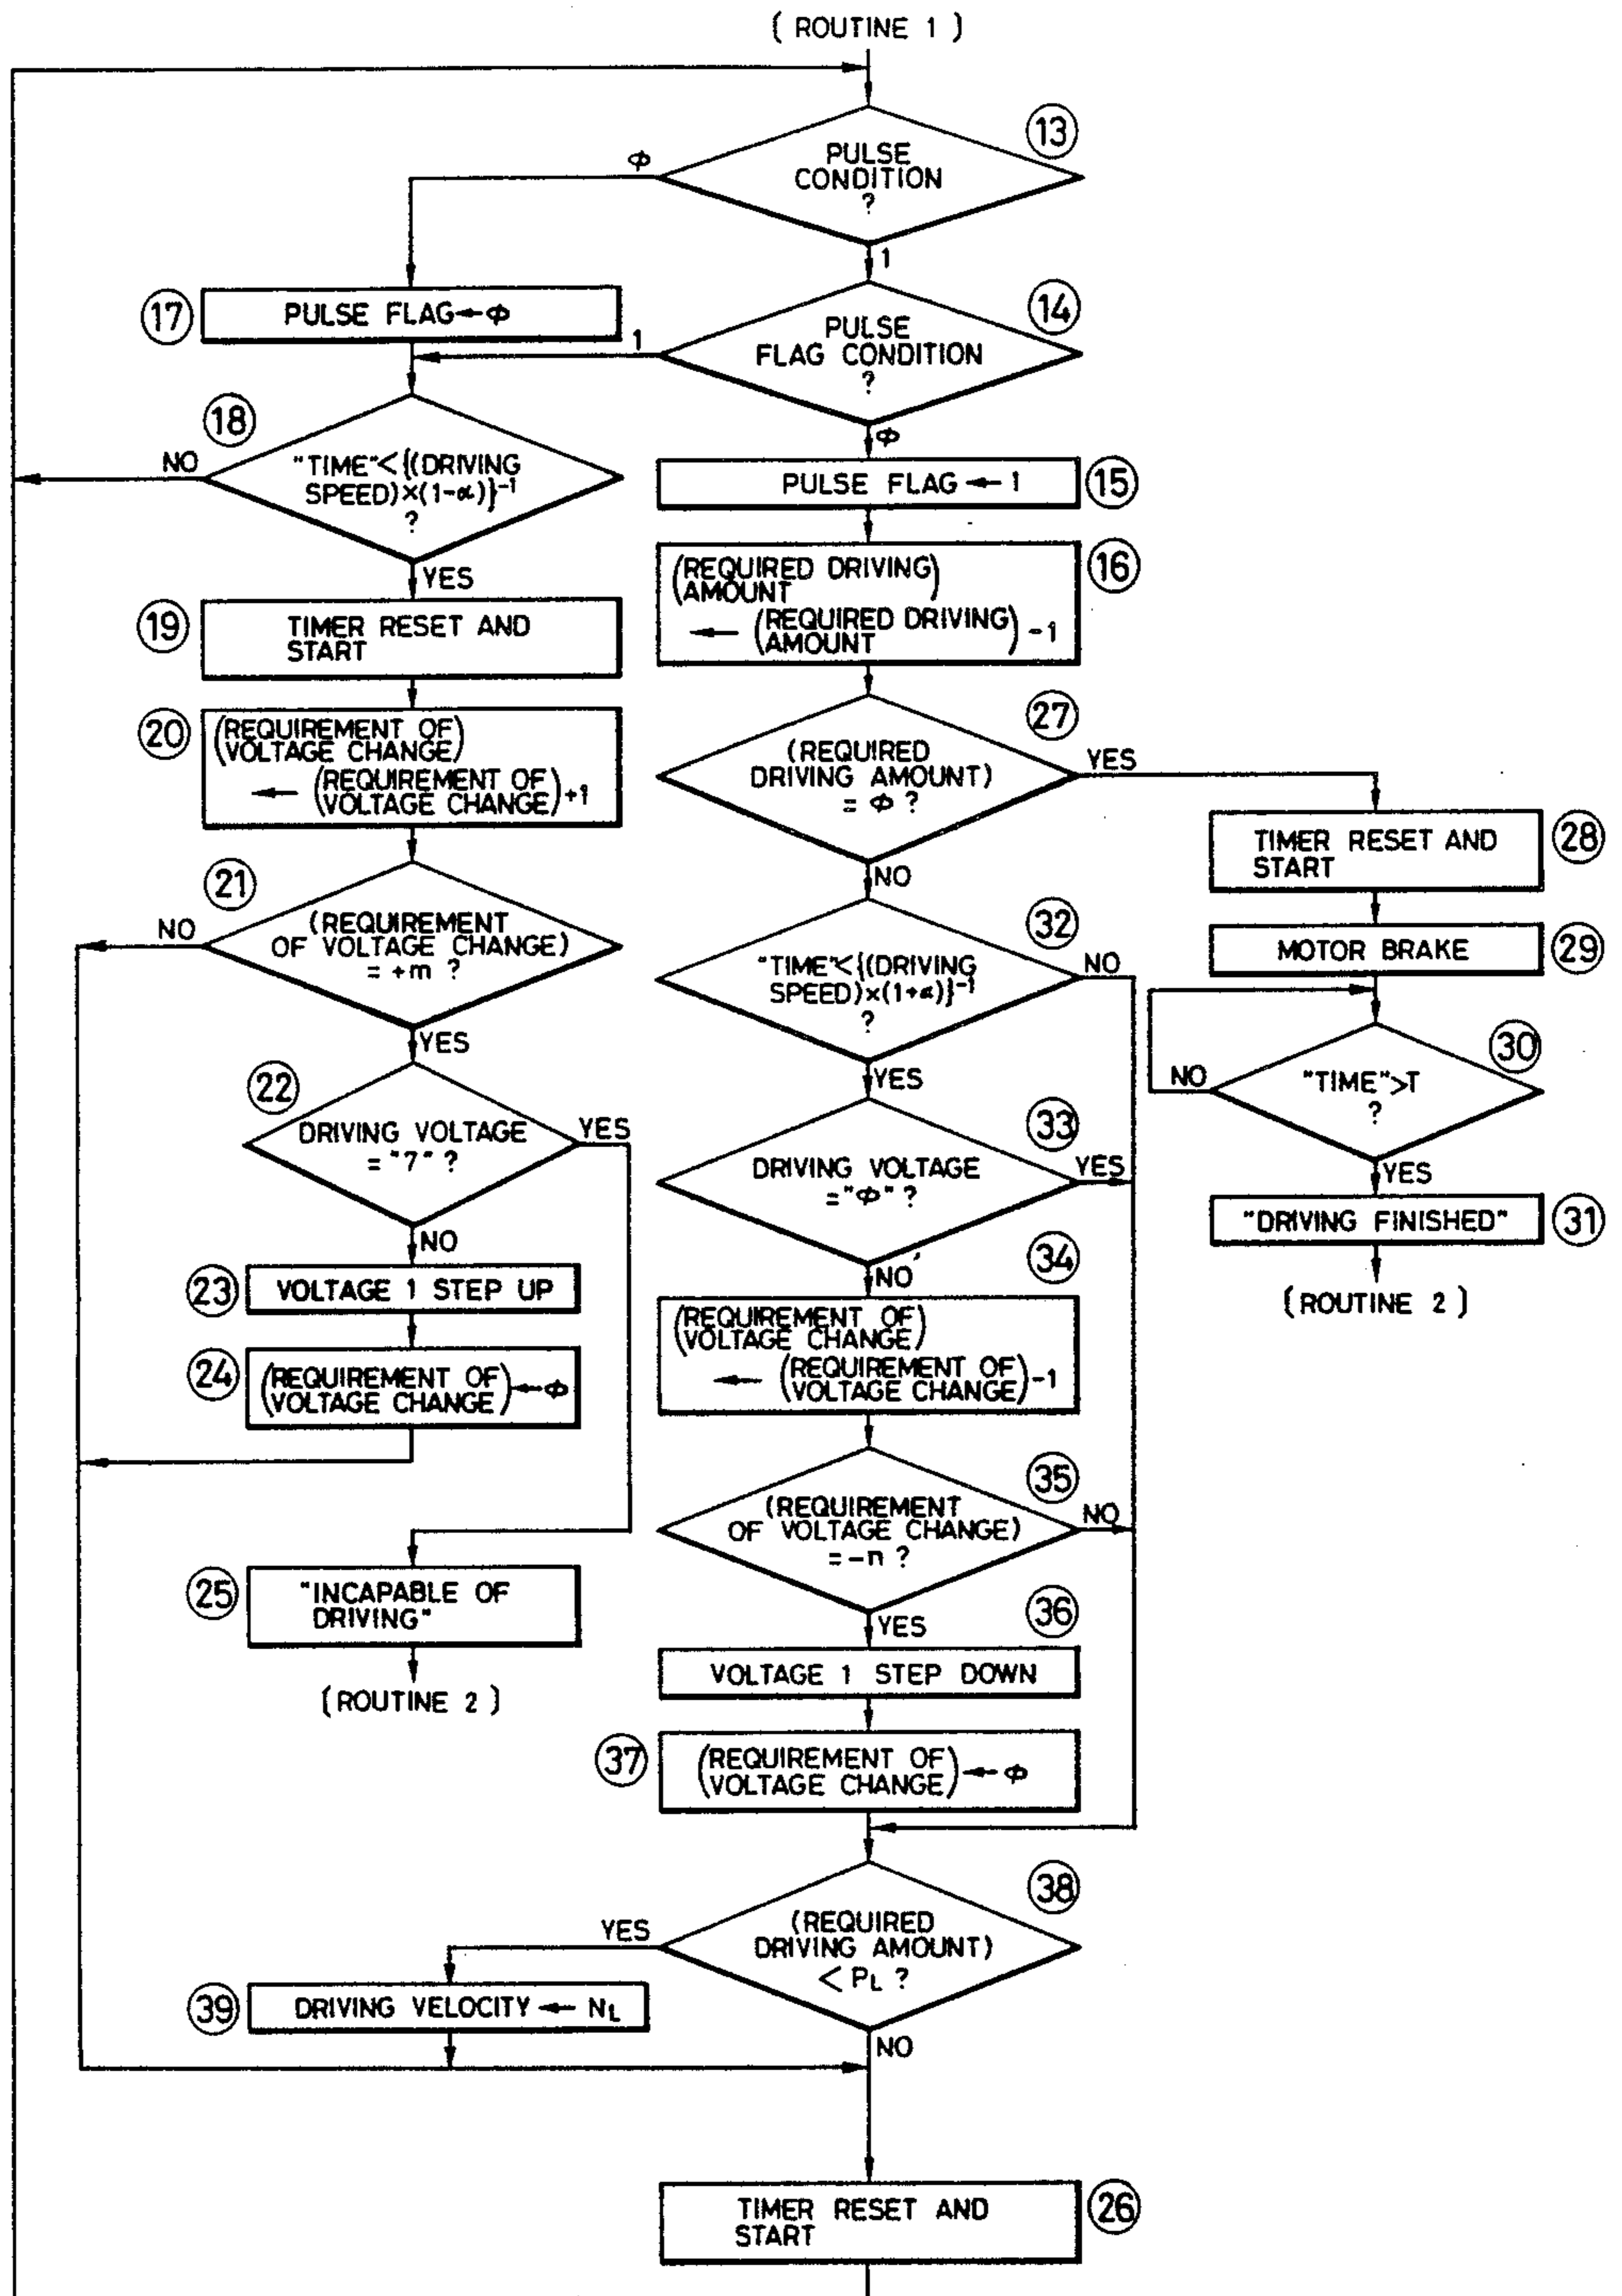 ( ROUTINE 1 )
13
PULSE
CONDITION
?
ϕ
1
17
PULSE FLAG←ϕ
14
PULSE
FLAG CONDITION
?
1
ϕ
18
"TIME"<{(DRIVING
SPEED)×(1-α)}⁻¹
?
NO
YES
PULSE FLAG ← 1
15
(REQUIRED DRIVING)
AMOUNT
← (REQUIRED DRIVING) -1
AMOUNT
16
19
TIMER RESET AND
START
20
(REQUIREMENT OF)
VOLTAGE CHANGE
← (REQUIREMENT OF) +1
VOLTAGE CHANGE
27
(REQUIRED
DRIVING AMOUNT)
= ϕ ?
YES
NO
TIMER RESET AND
START
28
MOTOR BRAKE
29
30
"TIME">T
?
NO
YES
"DRIVING FINISHED"
31
( ROUTINE 2 )
21
(REQUIREMENT
OF VOLTAGE CHANGE)
= +m ?
NO
YES
32
"TIME"<{(DRIVING
SPEED)×(1+α)}⁻¹
?
NO
YES
22
DRIVING VOLTAGE
= "7" ?
YES
NO
33
DRIVING VOLTAGE
="ϕ" ?
YES
NO
23
VOLTAGE 1 STEP UP
24
(REQUIREMENT OF)←ϕ
VOLTAGE CHANGE
34
(REQUIREMENT OF)
VOLTAGE CHANGE
← (REQUIREMENT OF) -1
VOLTAGE CHANGE
35
(REQUIREMENT
OF VOLTAGE CHANGE)
= -n ?
NO
YES
25
"INCAPABLE OF
DRIVING"
(ROUTINE 2 )
36
VOLTAGE 1 STEP DOWN
37
(REQUIREMENT OF)←ϕ
VOLTAGE CHANGE
38
(REQUIRED
DRIVING AMOUNT)
< PL ?
YES
NO
39
DRIVING VELOCITY ← NL
TIMER RESET AND
START
26